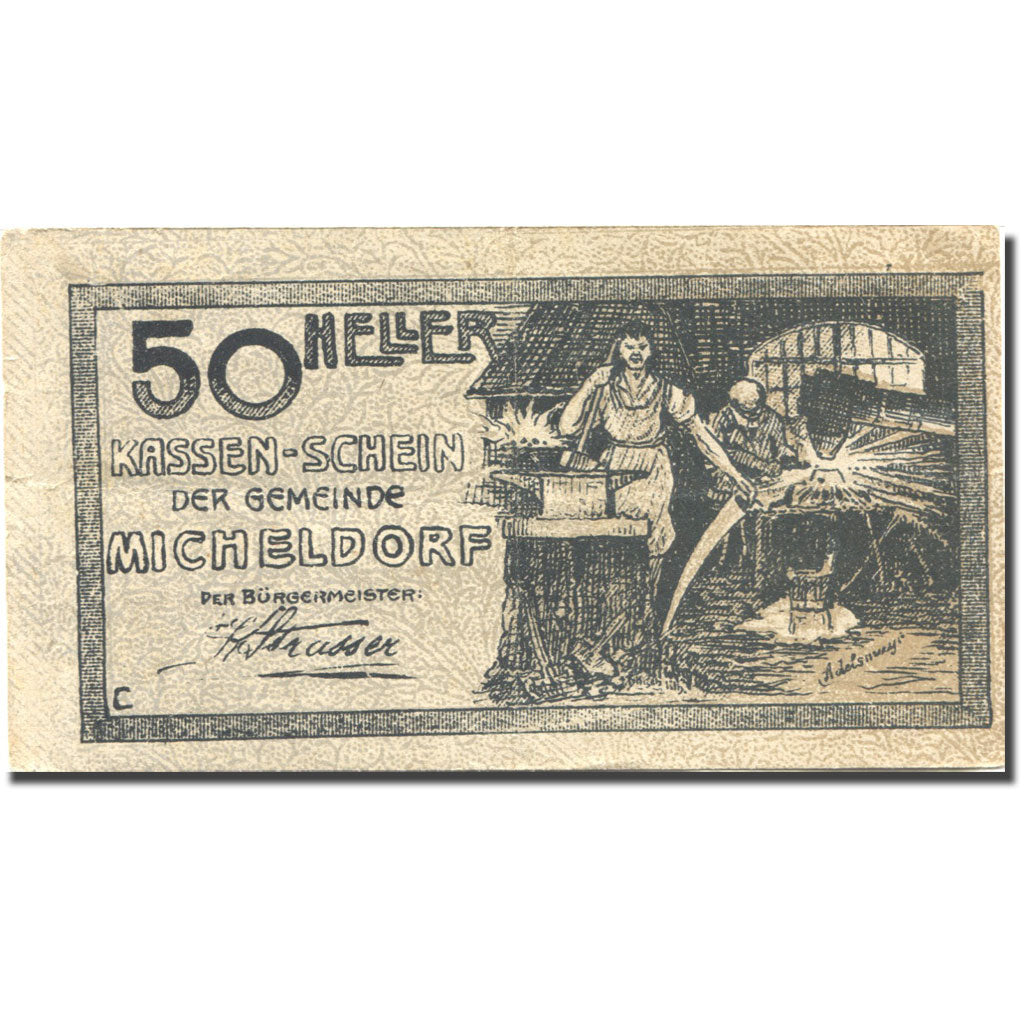 50 HELLER
KASSEN-SCHEIN
DER GEMEINDE
MICHELDORF
DER BÜRGERMEISTER:
Strasser
C